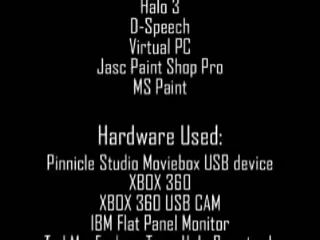 Halo 3
D-Speech
Virtual PC
Jasc Paint Shop Pro
MS Paint
Hardware Used:
Pinnicle Studio Moviebox USB device
XBOX 360
XBOX 360 USB CAM
IBM Flat Panel Monitor